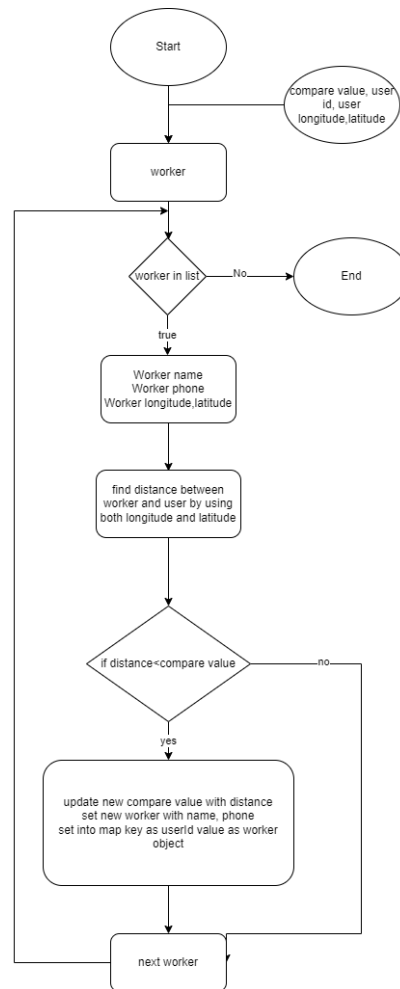 Start
compare value, user
id, user
longitude,latitude
worker
worker in list
No
End
true
Worker name
Worker phone
Worker longitude,latitude
find distance between
worker and user by using
both longitude and latitude
if distance<compare value
no
yes
update new compare value with distance
set new worker with name, phone
set into map key as userId value as worker
object
next worker